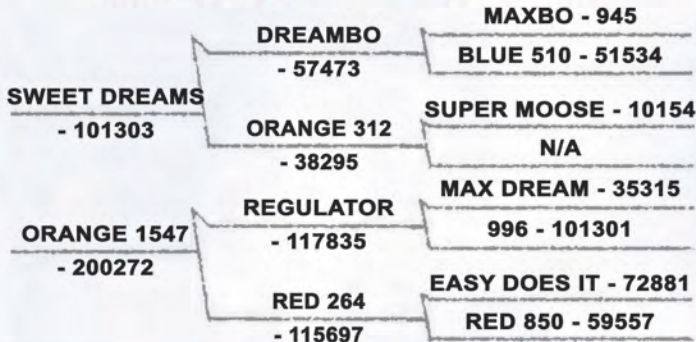 MAXBO - 945
DREAMBO
- 57473
BLUE 510 - 51534
SWEET DREAMS
- 101303
SUPER MOOSE - 10154
ORANGE 312
- 38295
N/A
MAX DREAM - 35315
REGULATOR
- 117835
996 - 101301
ORANGE 1547
- 200272
EASY DOES IT - 72881
RED 264
- 115697
RED 850 - 59557